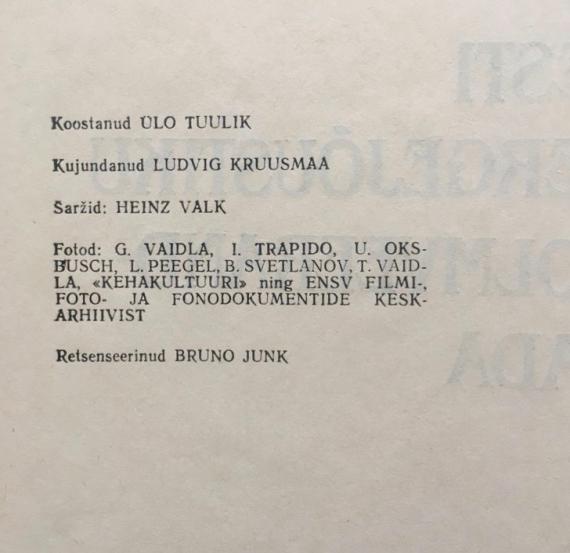 Koostanud ÜLO TUULIK
Kujundanud LUDVIG KRUUSMAA
Saržid: HEINZ VALK
Fotod: G. VAIDLA, I. TRAPIDO, U. OKS-
BUSCH, L. PEEGEL, B. SVETLANOV, T. VAID-
LA, «KEHAKULTUURI» ning ENSV FILMI-,
FOTO- JA FONODOKUMENTIDE KESK-
ARHIIVIST
Retsenseerinud BRUNO JUNK